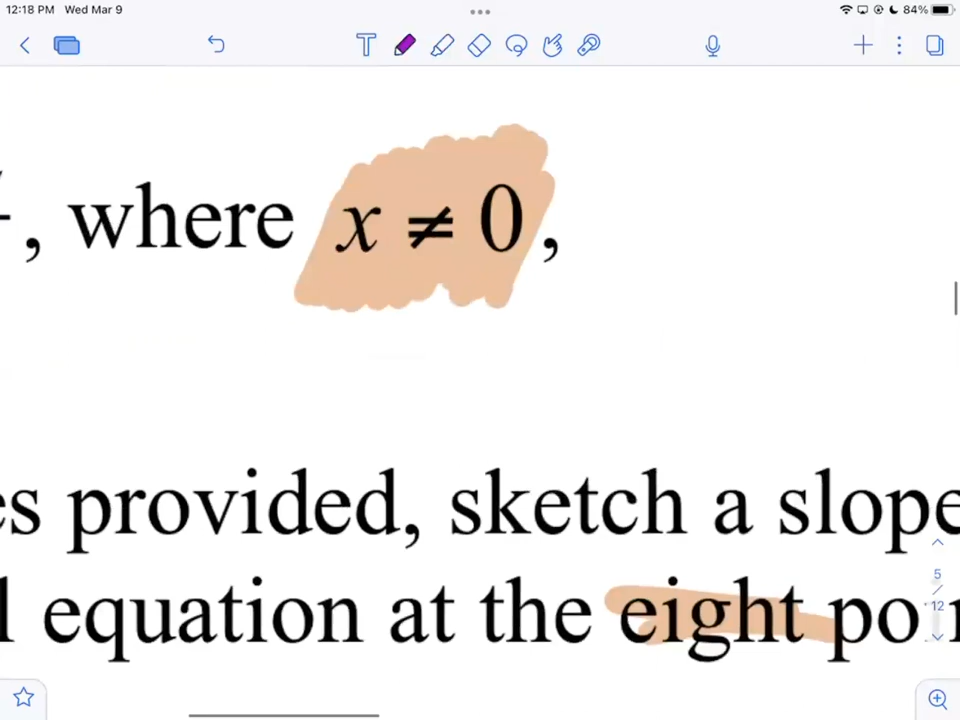 12:18 PM Wed Mar 9
84%
T
, where x ≠ 0,
es provided, sketch a slope
l equation at the eight po
5
/
12